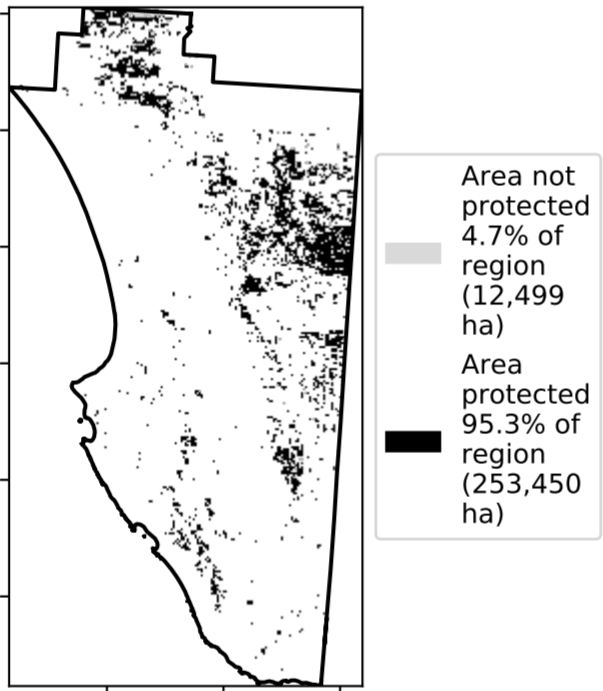 Area not
protected
4.7% of
region
(12,499
ha)
Area
protected
95.3% of
region
(253,450
ha)